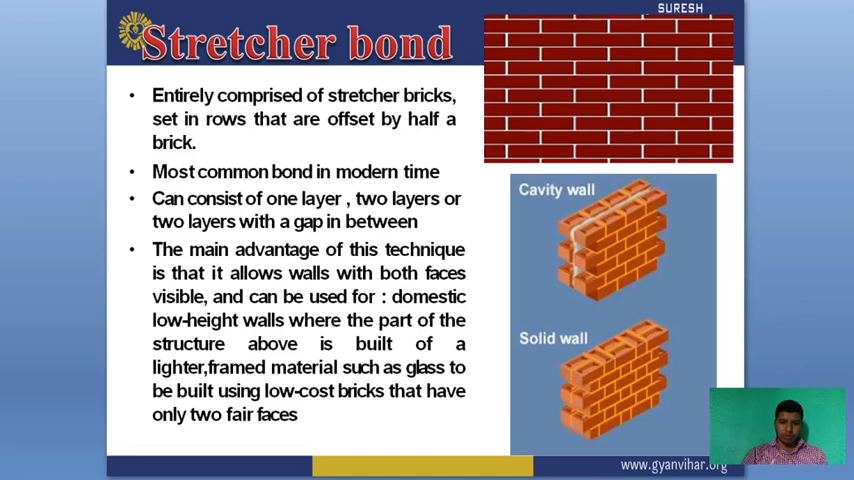 SURESH
Stretcher bond
• Entirely comprised of stretcher bricks,
set in rows that are offset by half a
brick.
• Most common bond in modern time
• Can consist of one layer , two layers or
two layers with a gap in between
• The main advantage of this technique
is that it allows walls with both faces
visible, and can be used for : domestic
low-height walls where the part of the
structure above is built of a
lighter,framed material such as glass to
be built using low-cost bricks that have
only two fair faces
Cavity wall
Solid wall
www.gyanvihar.org